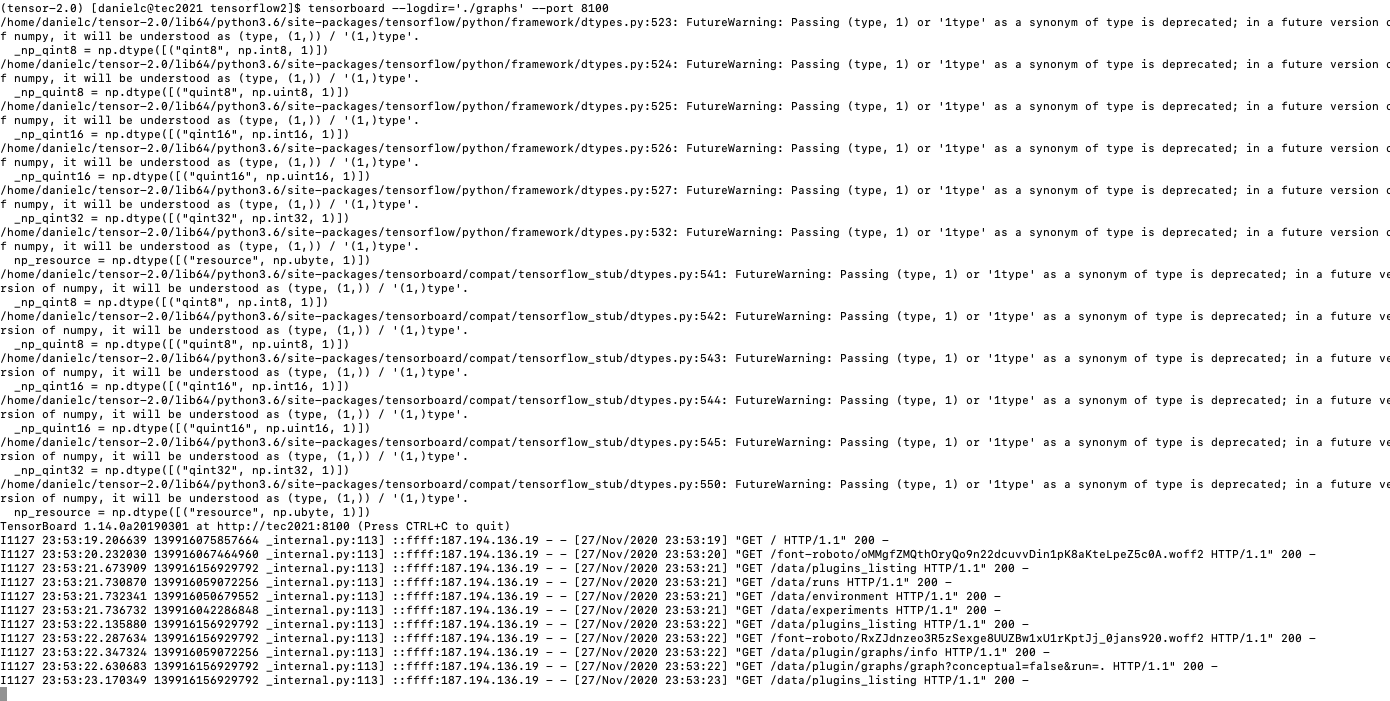 (tensor-2.0) [danielc@tec2021 tensorflow2]$ tensorboard --logdir='./graphs' --port 8100
/home/danielc/tensor-2.0/lib64/python3.6/site-packages/tensorflow/python/framework/dtypes.py:523: FutureWarning: Passing (type, 1) or '1type' as a synonym of type is deprecated; in a future version o
f numpy, it will be understood as (type, (1,)) / '(1,)type'.
  _np_qint8 = np.dtype([("qint8", np.int8, 1)])
/home/danielc/tensor-2.0/lib64/python3.6/site-packages/tensorflow/python/framework/dtypes.py:524: FutureWarning: Passing (type, 1) or '1type' as a synonym of type is deprecated; in a future version o
f numpy, it will be understood as (type, (1,)) / '(1,)type'.
  _np_quint8 = np.dtype([("quint8", np.uint8, 1)])
/home/danielc/tensor-2.0/lib64/python3.6/site-packages/tensorflow/python/framework/dtypes.py:525: FutureWarning: Passing (type, 1) or '1type' as a synonym of type is deprecated; in a future version o
f numpy, it will be understood as (type, (1,)) / '(1,)type'.
  _np_qint16 = np.dtype([("qint16", np.int16, 1)])
/home/danielc/tensor-2.0/lib64/python3.6/site-packages/tensorflow/python/framework/dtypes.py:526: FutureWarning: Passing (type, 1) or '1type' as a synonym of type is deprecated; in a future version o
f numpy, it will be understood as (type, (1,)) / '(1,)type'.
  _np_quint16 = np.dtype([("quint16", np.uint16, 1)])
/home/danielc/tensor-2.0/lib64/python3.6/site-packages/tensorflow/python/framework/dtypes.py:527: FutureWarning: Passing (type, 1) or '1type' as a synonym of type is deprecated; in a future version o
f numpy, it will be understood as (type, (1,)) / '(1,)type'.
  _np_qint32 = np.dtype([("qint32", np.int32, 1)])
/home/danielc/tensor-2.0/lib64/python3.6/site-packages/tensorflow/python/framework/dtypes.py:532: FutureWarning: Passing (type, 1) or '1type' as a synonym of type is deprecated; in a future version o
f numpy, it will be understood as (type, (1,)) / '(1,)type'.
  np_resource = np.dtype([("resource", np.ubyte, 1)])
/home/danielc/tensor-2.0/lib64/python3.6/site-packages/tensorboard/compat/tensorflow_stub/dtypes.py:541: FutureWarning: Passing (type, 1) or '1type' as a synonym of type is deprecated; in a future ve
rsion of numpy, it will be understood as (type, (1,)) / '(1,)type'.
  _np_qint8 = np.dtype([("qint8", np.int8, 1)])
/home/danielc/tensor-2.0/lib64/python3.6/site-packages/tensorboard/compat/tensorflow_stub/dtypes.py:542: FutureWarning: Passing (type, 1) or '1type' as a synonym of type is deprecated; in a future ve
rsion of numpy, it will be understood as (type, (1,)) / '(1,)type'.
  _np_quint8 = np.dtype([("quint8", np.uint8, 1)])
/home/danielc/tensor-2.0/lib64/python3.6/site-packages/tensorboard/compat/tensorflow_stub/dtypes.py:543: FutureWarning: Passing (type, 1) or '1type' as a synonym of type is deprecated; in a future ve
rsion of numpy, it will be understood as (type, (1,)) / '(1,)type'.
  _np_qint16 = np.dtype([("qint16", np.int16, 1)])
/home/danielc/tensor-2.0/lib64/python3.6/site-packages/tensorboard/compat/tensorflow_stub/dtypes.py:544: FutureWarning: Passing (type, 1) or '1type' as a synonym of type is deprecated; in a future ve
rsion of numpy, it will be understood as (type, (1,)) / '(1,)type'.
  _np_quint16 = np.dtype([("quint16", np.uint16, 1)])
/home/danielc/tensor-2.0/lib64/python3.6/site-packages/tensorboard/compat/tensorflow_stub/dtypes.py:545: FutureWarning: Passing (type, 1) or '1type' as a synonym of type is deprecated; in a future ve
rsion of numpy, it will be understood as (type, (1,)) / '(1,)type'.
  _np_qint32 = np.dtype([("qint32", np.int32, 1)])
/home/danielc/tensor-2.0/lib64/python3.6/site-packages/tensorboard/compat/tensorflow_stub/dtypes.py:550: FutureWarning: Passing (type, 1) or '1type' as a synonym of type is deprecated; in a future ve
rsion of numpy, it will be understood as (type, (1,)) / '(1,)type'.
  np_resource = np.dtype([("resource", np.ubyte, 1)])
TensorBoard 1.14.0a20190301 at http://tec2021:8100 (Press CTRL+C to quit)
I1127 23:53:19.206639 139916075857664 _internal.py:113] ::ffff:187.194.136.19 - - [27/Nov/2020 23:53:19] "GET / HTTP/1.1" 200 -
I1127 23:53:20.232030 139916067464960 _internal.py:113] ::ffff:187.194.136.19 - - [27/Nov/2020 23:53:20] "GET /font-roboto/oMMgfZMQthOryQo9n22dcuvvDin1pK8aKteLpeZ5c0A.woff2 HTTP/1.1" 200 -
I1127 23:53:21.673909 139916156929792 _internal.py:113] ::ffff:187.194.136.19 - - [27/Nov/2020 23:53:21] "GET /data/plugins_listing HTTP/1.1" 200 -
I1127 23:53:21.730870 139916059072256 _internal.py:113] ::ffff:187.194.136.19 - - [27/Nov/2020 23:53:21] "GET /data/runs HTTP/1.1" 200 -
I1127 23:53:21.732341 139916050679552 _internal.py:113] ::ffff:187.194.136.19 - - [27/Nov/2020 23:53:21] "GET /data/environment HTTP/1.1" 200 -
I1127 23:53:21.736732 139916042286848 _internal.py:113] ::ffff:187.194.136.19 - - [27/Nov/2020 23:53:21] "GET /data/experiments HTTP/1.1" 200 -
I1127 23:53:22.135880 139916156929792 _internal.py:113] ::ffff:187.194.136.19 - - [27/Nov/2020 23:53:22] "GET /data/plugins_listing HTTP/1.1" 200 -
I1127 23:53:22.287634 139916156929792 _internal.py:113] ::ffff:187.194.136.19 - - [27/Nov/2020 23:53:22] "GET /font-roboto/RxZJdnzeo3R5zSexge8UUZBw1xU1rKptJj_0jans920.woff2 HTTP/1.1" 200 -
I1127 23:53:22.347324 139916059072256 _internal.py:113] ::ffff:187.194.136.19 - - [27/Nov/2020 23:53:22] "GET /data/plugin/graphs/info HTTP/1.1" 200 -
I1127 23:53:22.630683 139916156929792 _internal.py:113] ::ffff:187.194.136.19 - - [27/Nov/2020 23:53:22] "GET /data/plugin/graphs/graph?conceptual=false&run=. HTTP/1.1" 200 -
I1127 23:53:23.170349 139916156929792 _internal.py:113] ::ffff:187.194.136.19 - - [27/Nov/2020 23:53:23] "GET /data/plugins_listing HTTP/1.1" 200 -